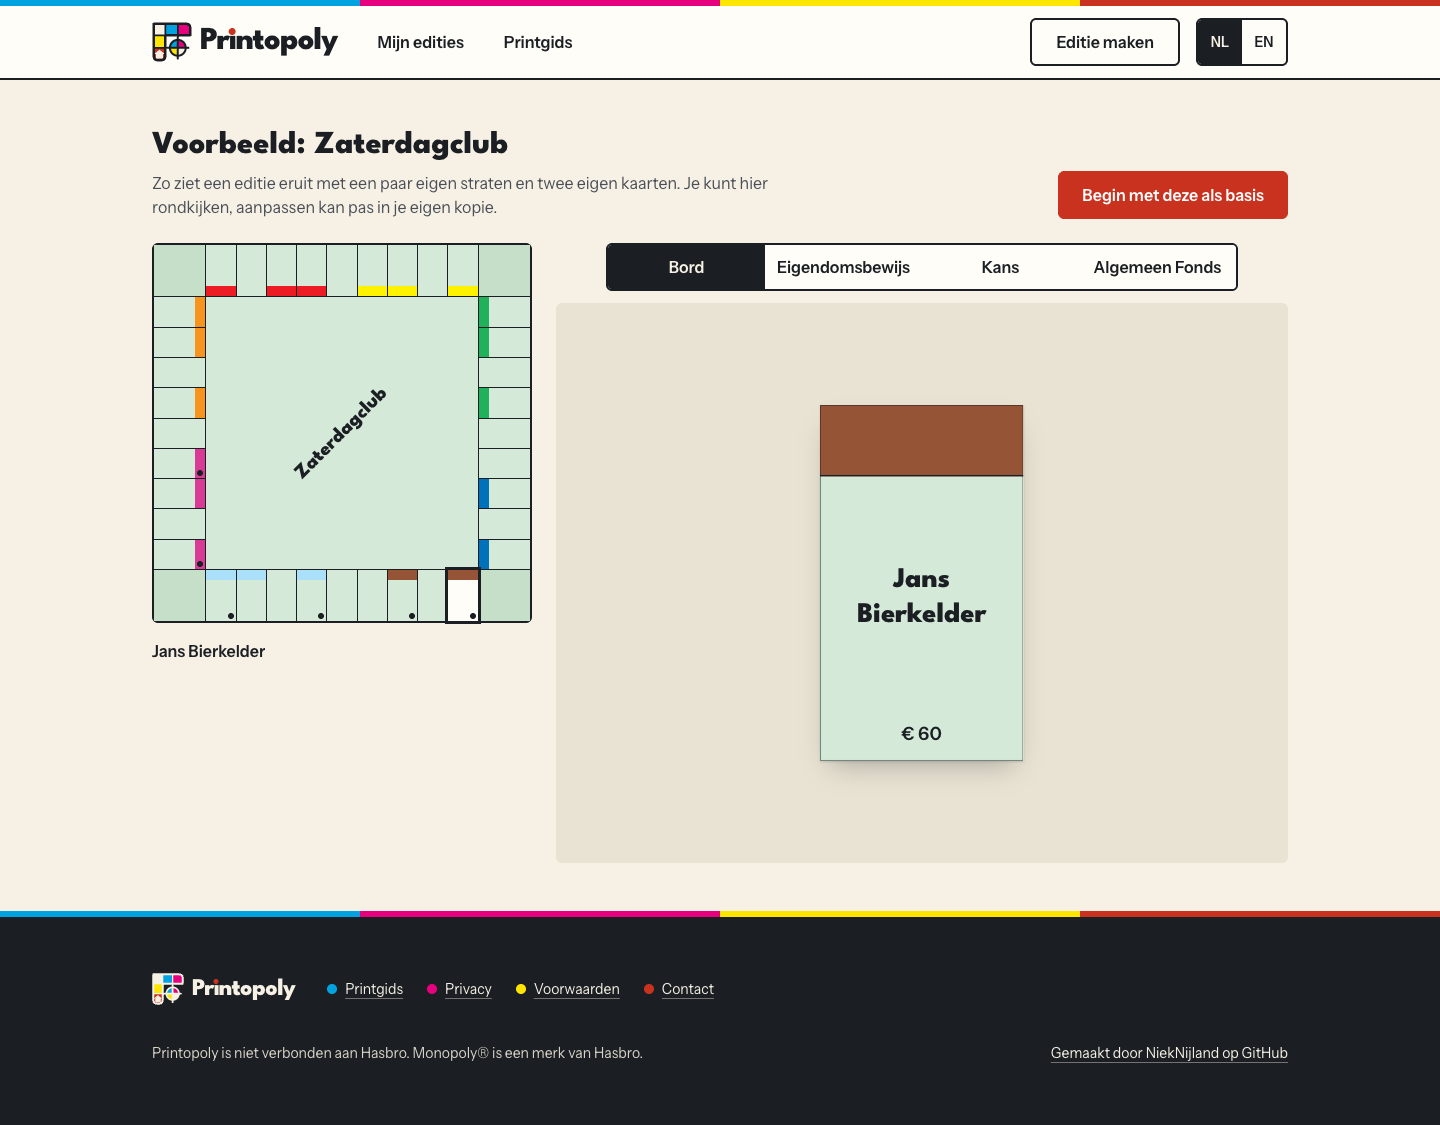 Printopoly
Mijn edities
Printgids
Editie maken
NL
EN
Voorbeeld: Zaterdagclub
Zo ziet een editie eruit met een paar eigen straten en twee eigen kaarten. Je kunt hier
rondkijken, aanpassen kan pas in je eigen kopie.
Begin met deze als basis
Bord
Eigendomsbewijs
Kans
Algemeen Fonds
Zaterdagclub
Jans Bierkelder
Jans
Bierkelder
€ 60
Printopoly
Printgids
Privacy
Voorwaarden
Contact
Printopoly is niet verbonden aan Hasbro. Monopoly® is een merk van Hasbro.
Gemaakt door NiekNijland op GitHub